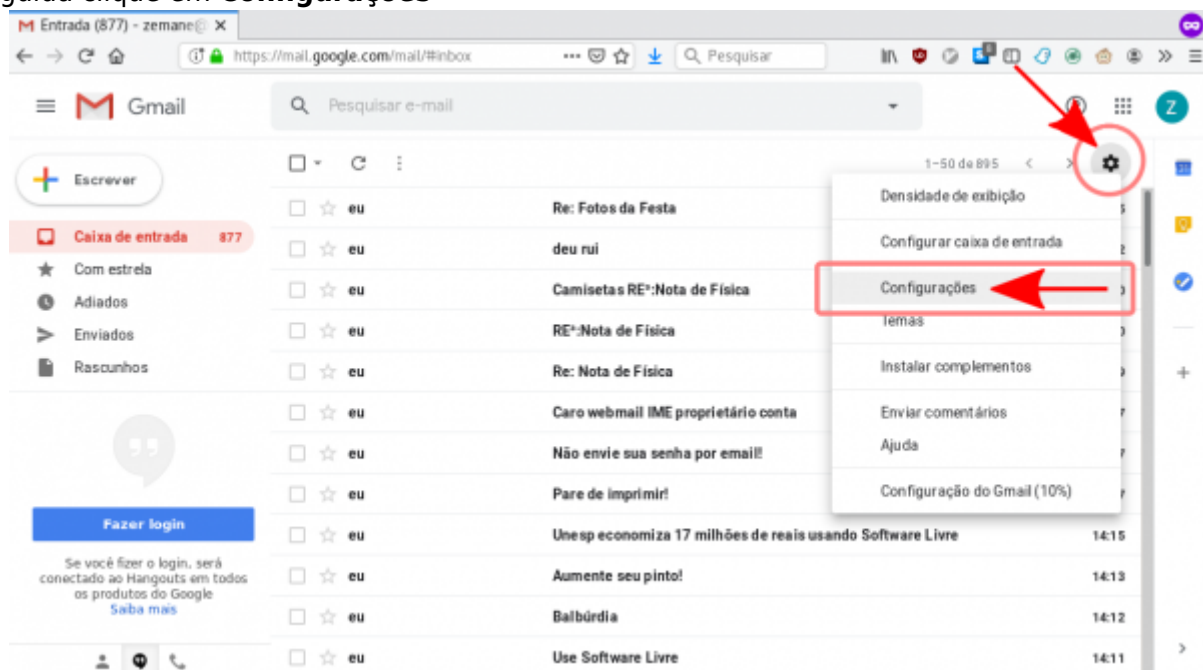 guida clique em Configurações
Entrada (877) - zemane@
https://mail.google.com/mail/#inbox
Pesquisar
Gmail
Pesquisar e-mail
Z
Escrever
1-50 de 895
Caixa de entrada 877
Com estrela
Adiados
Enviados
Rascunhos
eu Re: Fotos da Festa
eu deu rui
eu Camisetas REª:Nota de Física
eu REª:Nota de Física
eu Re: Nota de Física
eu Caro webmail IME proprietário conta
eu Não envie sua senha por email!
eu Pare de imprimir!
eu Unesp economiza 17 milhões de reais usando Software Livre 14:15
eu Aumente seu pinto! 14:13
eu Balbúrdia 14:12
eu Use Software Livre 14:11
Densidade de exibição
Configurar caixa de entrada
Configurações
Temas
Instalar complementos
Enviar comentários
Ajuda
Configuração do Gmail (10%)
Fazer login
Se você fizer o login, será
conectado ao Hangouts em todos
os produtos do Google
Saiba mais